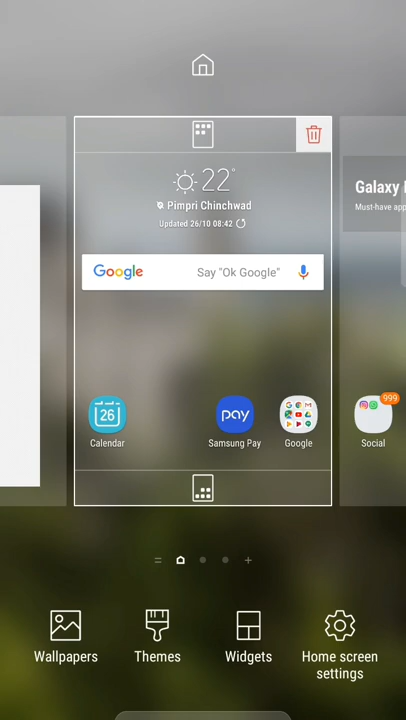 22°
Pimpri Chinchwad
Updated 26/10 08:42
Google
Say "Ok Google"
Galaxy
Must-have app
26
pay
999
Calendar
Samsung Pay
Google
Social
Wallpapers
Themes
Widgets
Home screen
settings